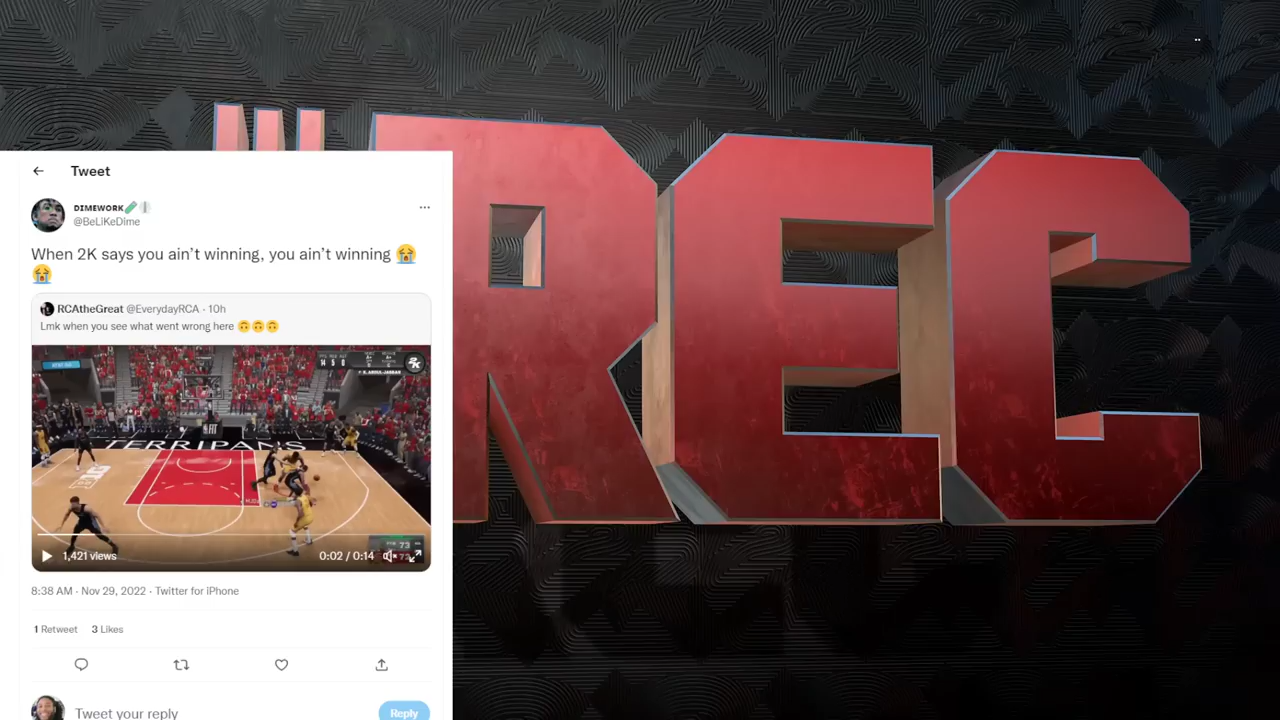 REC
Tweet
DIMEWORK
@BeLiKeDime
When 2K says you ain't winning, you ain't winning 😭
😭
RCAtheGreat @EverydayRCA · 10h
Lmk when you see what went wrong here 🙃🙃🙃
TERRIPANS
1,421 views
0:02 / 0:14
8:38 AM · Nov 29, 2022 · Twitter for iPhone
1 Retweet 3 Likes
Tweet your reply
Reply